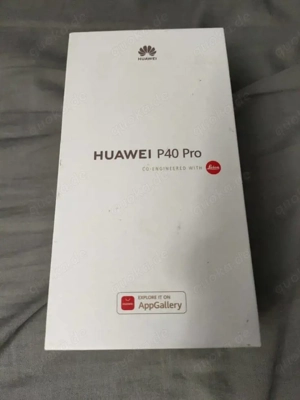 HUAWEI
HUAWEI P40 Pro
CO-ENGINEERED WITH Leica
EXPLORE IT ON
AppGallery